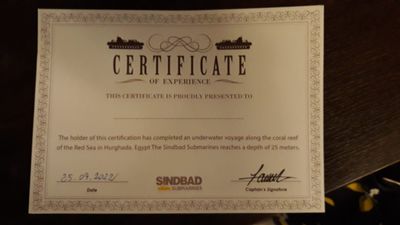 CERTIFICATE
OF EXPERIENCE
THIS CERTIFICATE IS PROUDLY PRESENTED TO
The holder of this certification has completed an underwater voyage along the coral reef
of the Red Sea in Hurghada. Egypt The Sindbad Submarines reaches a depth of 25 meters.
25.09.2022
Date
SINDBAD
SUBMARINES
Captain's Signature